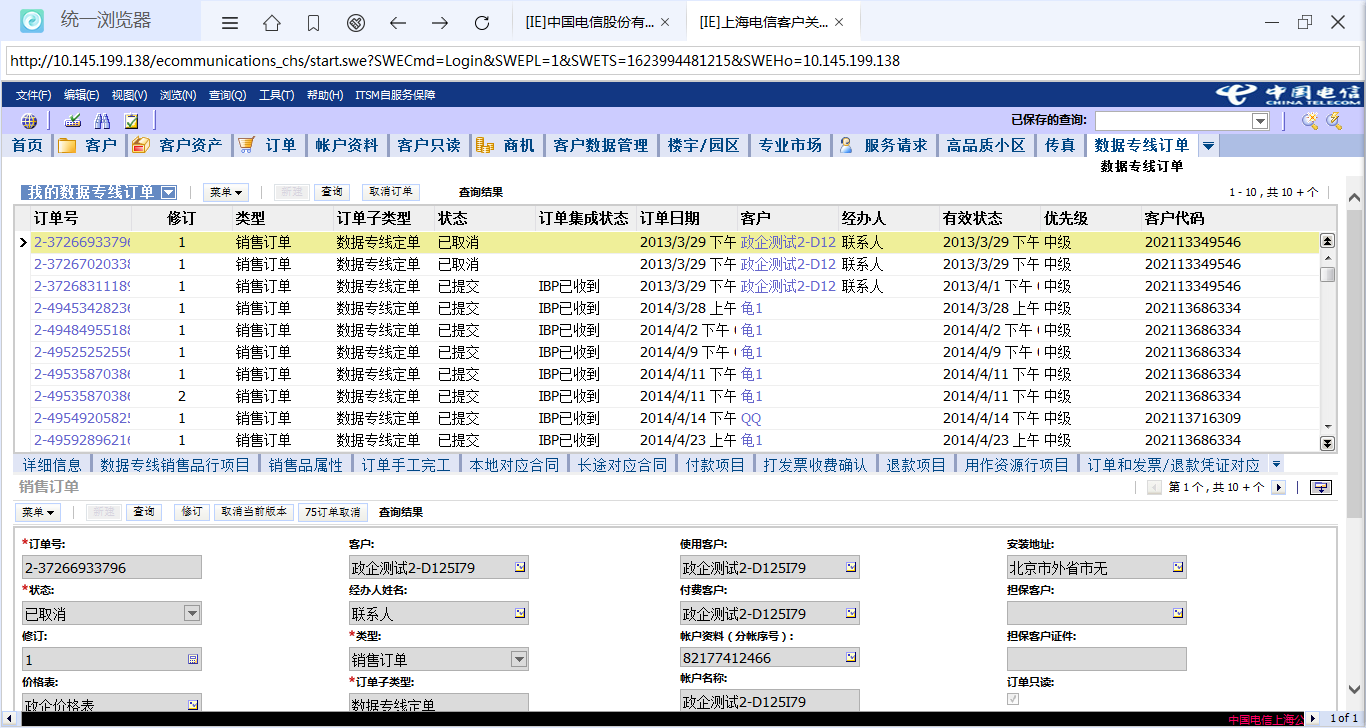 统一浏览器 [IE]中国电信股份有... × [IE]上海电信客户关... ×
http://10.145.199.138/ecommunications_chs/start.swe?SWECmd=Login&SWEPL=1&SWETS=1623994481215&SWEHo=10.145.199.138
文件(F) 编辑(E) 视图(V) 浏览(N) 查询(Q) 工具(T) 帮助(H) ITSM自服务保障 中国电信 CHINA TELECOM
已保存的查询:
首页 客户 客户资产 订单 帐户资料 客户只读 商机 客户数据管理 楼宇/园区 专业市场 服务请求 高品质小区 传真 数据专线订单
数据专线订单
我的数据专线订单 菜单 新建 查询 取消订单 查询结果 1 - 10 , 共 10 + 个
订单号 修订 类型 订单子类型 状态 订单集成状态 订单日期 客户 经办人 有效状态 优先级 客户代码
2-37266933796 1 销售订单 数据专线定单 已取消 2013/3/29 下午 政企测试2-D12 联系人 2013/3/29 下午 中级 202113349546
2-37267020338 1 销售订单 数据专线定单 已取消 2013/3/29 下午 政企测试2-D12 联系人 2013/3/29 下午 中级 202113349546
2-37268311189 1 销售订单 数据专线定单 已提交 IBP已收到 2013/3/29 下午 政企测试2-D12 联系人 2013/4/1 下午 中级 202113349546
2-49453428236 1 销售订单 数据专线定单 已提交 IBP已收到 2014/3/28 上午 龟1 2014/3/28 上午 中级 202113686334
2-49484955188 1 销售订单 数据专线定单 已提交 IBP已收到 2014/4/2 下午 龟1 2014/4/2 下午 中级 202113686334
2-49525252556 1 销售订单 数据专线定单 已提交 IBP已收到 2014/4/9 下午 龟1 2014/4/9 下午 中级 202113686334
2-49535870386 1 销售订单 数据专线定单 已提交 IBP已收到 2014/4/11 下午 龟1 2014/4/11 下午 中级 202113686334
2-49535870386 2 销售订单 数据专线定单 已提交 IBP已收到 2014/4/11 下午 龟1 2014/4/11 下午 中级 202113686334
2-49549205825 1 销售订单 数据专线定单 已提交 IBP已收到 2014/4/14 下午 QQ 2014/4/14 下午 中级 202113716309
2-49592896216 1 销售订单 数据专线定单 已提交 IBP已收到 2014/4/23 上午 龟1 2014/4/23 上午 中级 202113686334
详细信息 数据专线销售品行项目 销售品属性 订单手工完工 本地对应合同 长途对应合同 付款项目 打发票收费确认 退款项目 用作资源行项目 订单和发票/退款凭证对应
销售订单 第 1 个 , 共 10 + 个
菜单 新建 查询 修订 取消当前版本 75订单取消 查询结果
*订单号: 客户: 使用客户: 安装地址:
2-37266933796 政企测试2-D125I79 政企测试2-D125I79 北京市外省市无
*状态: 经办人姓名: 付费客户: 担保客户:
已取消 联系人 政企测试2-D125I79
修订: *类型: 帐户资料（分帐序号）: 担保客户证件:
1 销售订单 82177412466
价格表: *订单子类型: 帐户名称: 订单只读:
政企价格表 数据专线定单 政企测试2-D125I79
中国电信上海公 1 of 1